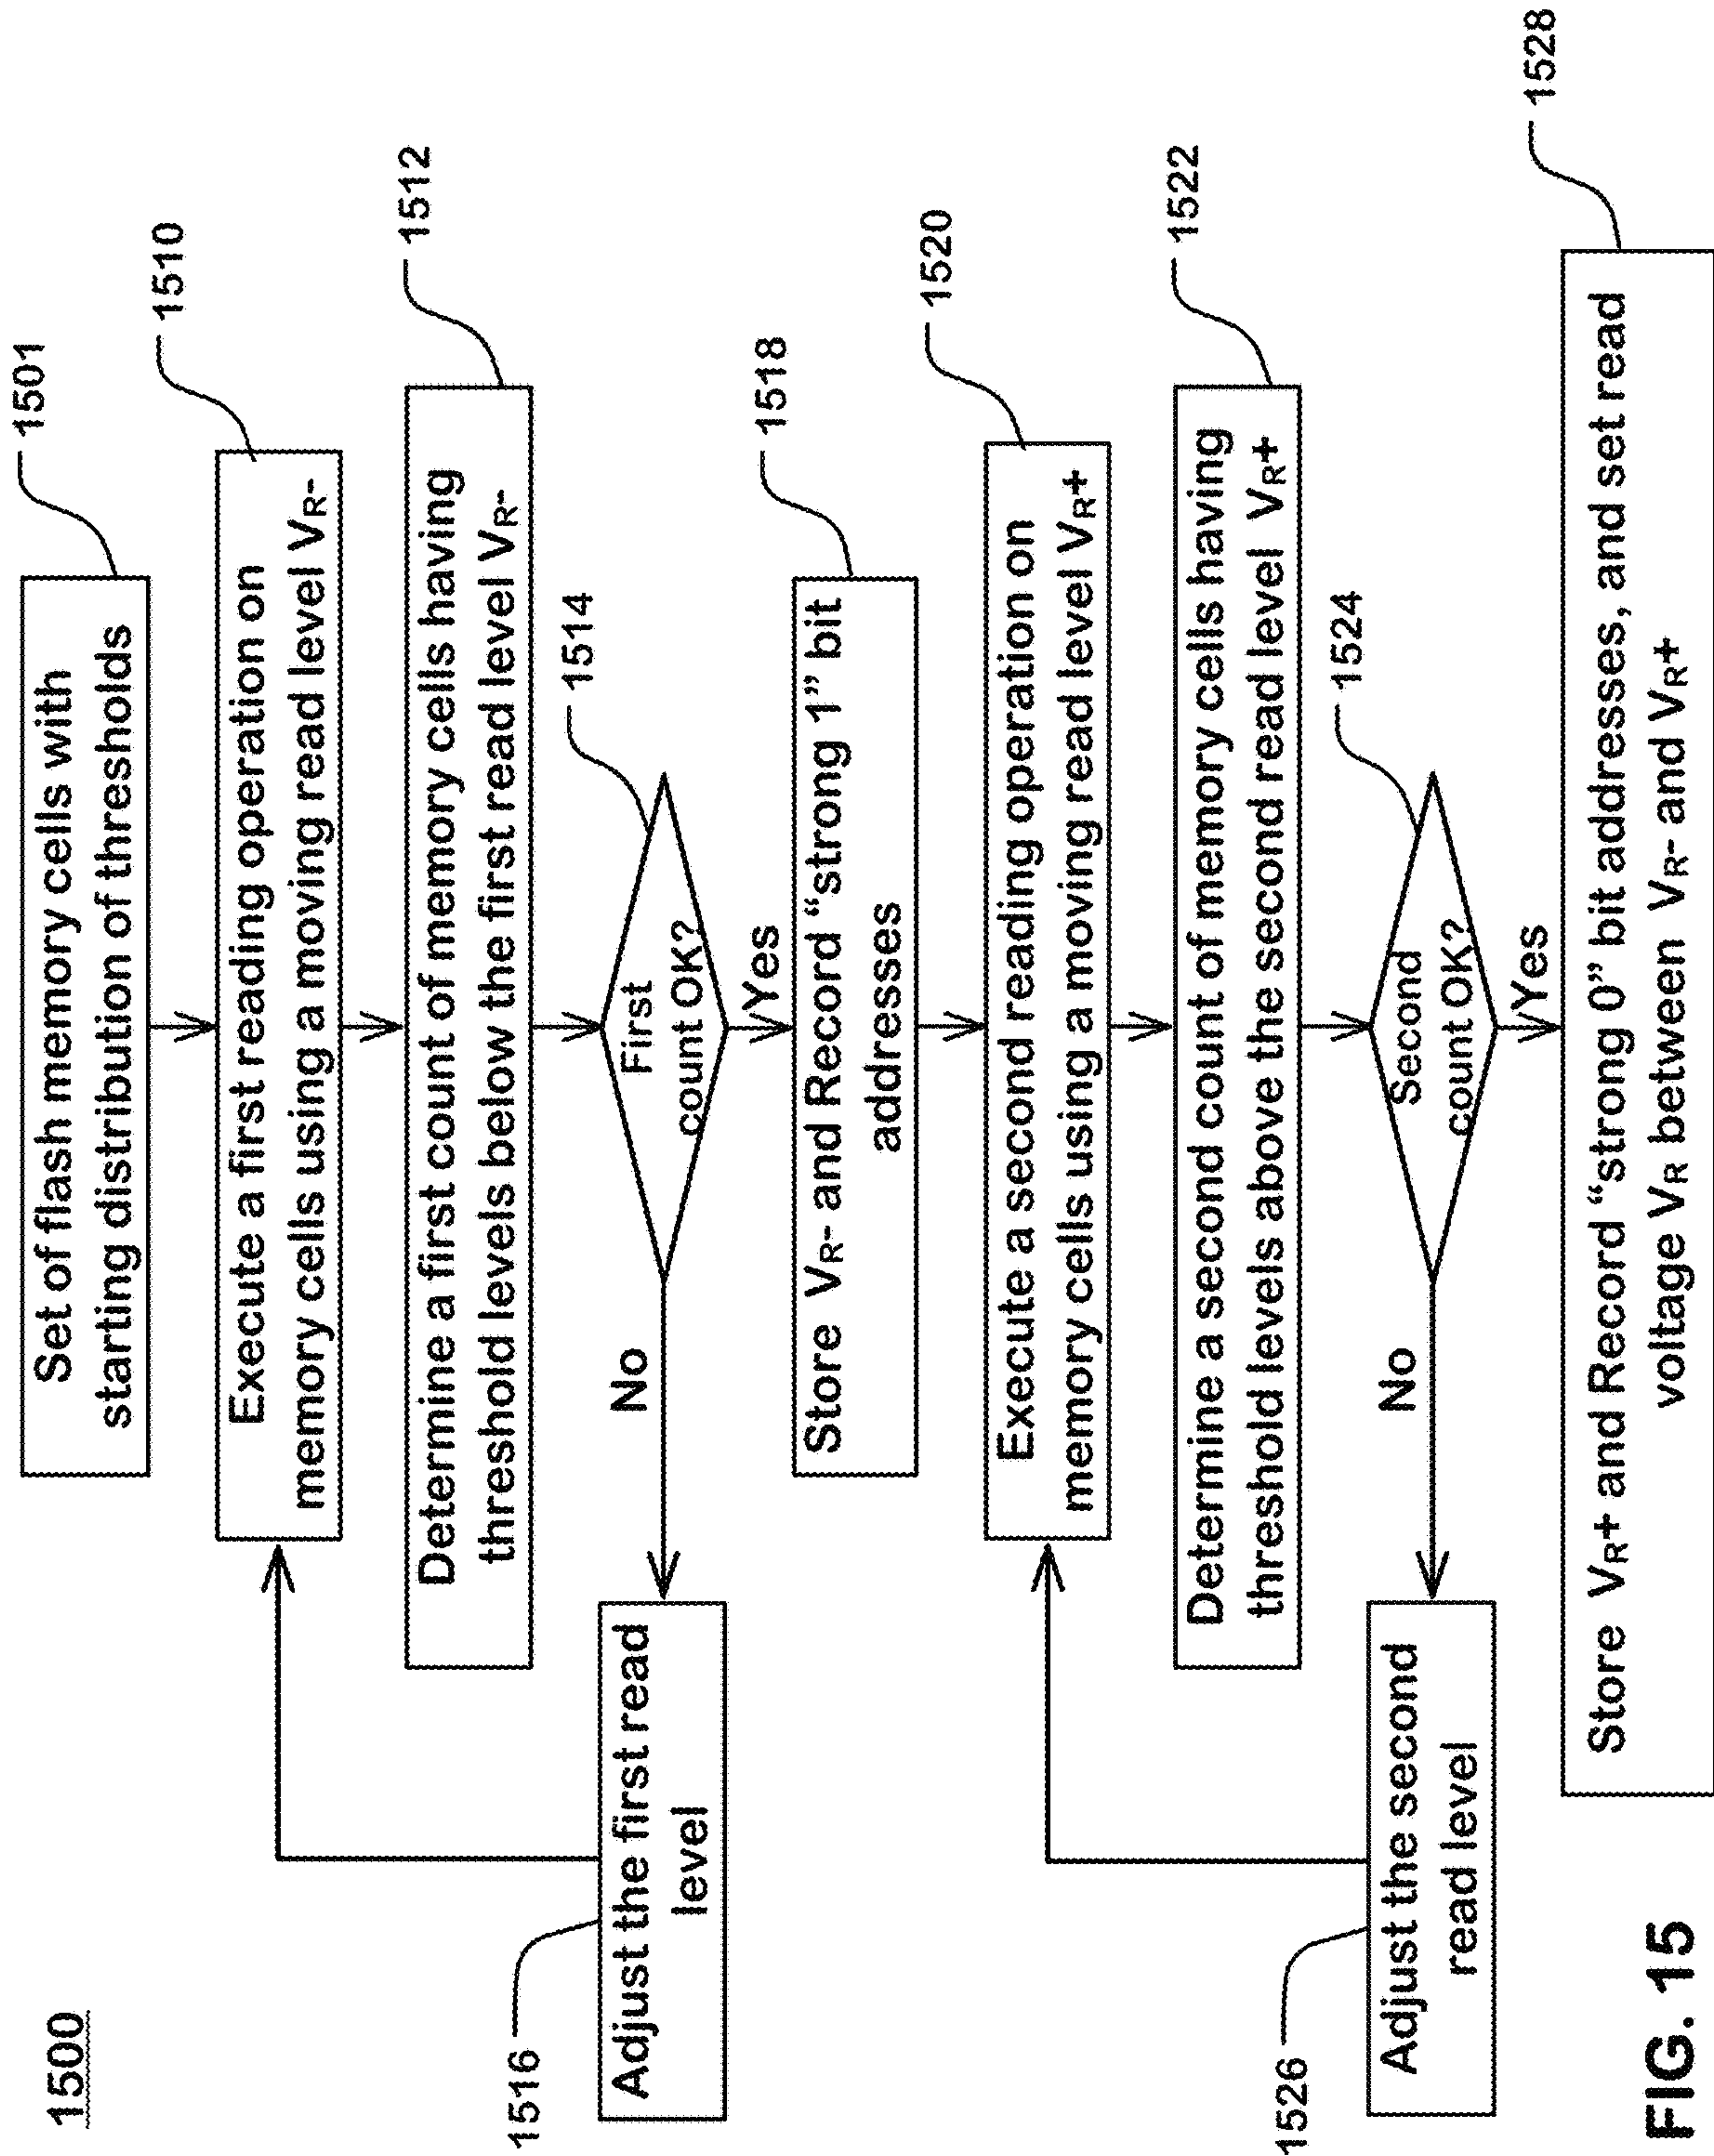 1500
Set of flash memory cells with
starting distribution of thresholds
1501
Execute a first reading operation on
memory cells using a moving read level VR-
1510
Determine a first count of memory cells having
threshold levels below the first read level VR-
1512
First
count OK?
1514
No
Yes
Adjust the first read
level
1516
Store VR- and Record “strong 1” bit
addresses
1518
Execute a second reading operation on
memory cells using a moving read level VR+
1520
Determine a second count of memory cells having
threshold levels above the second read level VR+
1522
Second
count OK?
1524
No
Yes
Adjust the second
read level
1526
Store VR+ and Record “strong 0” bit addresses, and set read
voltage VR between VR- and VR+
1528
FIG. 15